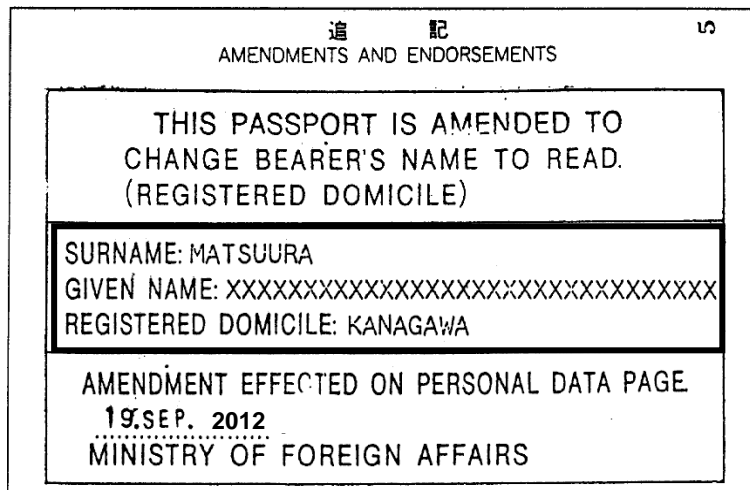 追 記 5
AMENDMENTS AND ENDORSEMENTS
THIS PASSPORT IS AMENDED TO
CHANGE BEARER'S NAME TO READ.
(REGISTERED DOMICILE)
SURNAME: MATSUURA
GIVEN NAME: XXXXXXXXXXXXXXXXXXXXXXXXXXXXXXXX
REGISTERED DOMICILE: KANAGAWA
AMENDMENT EFFECTED ON PERSONAL DATA PAGE
19.SEP. 2012
MINISTRY OF FOREIGN AFFAIRS